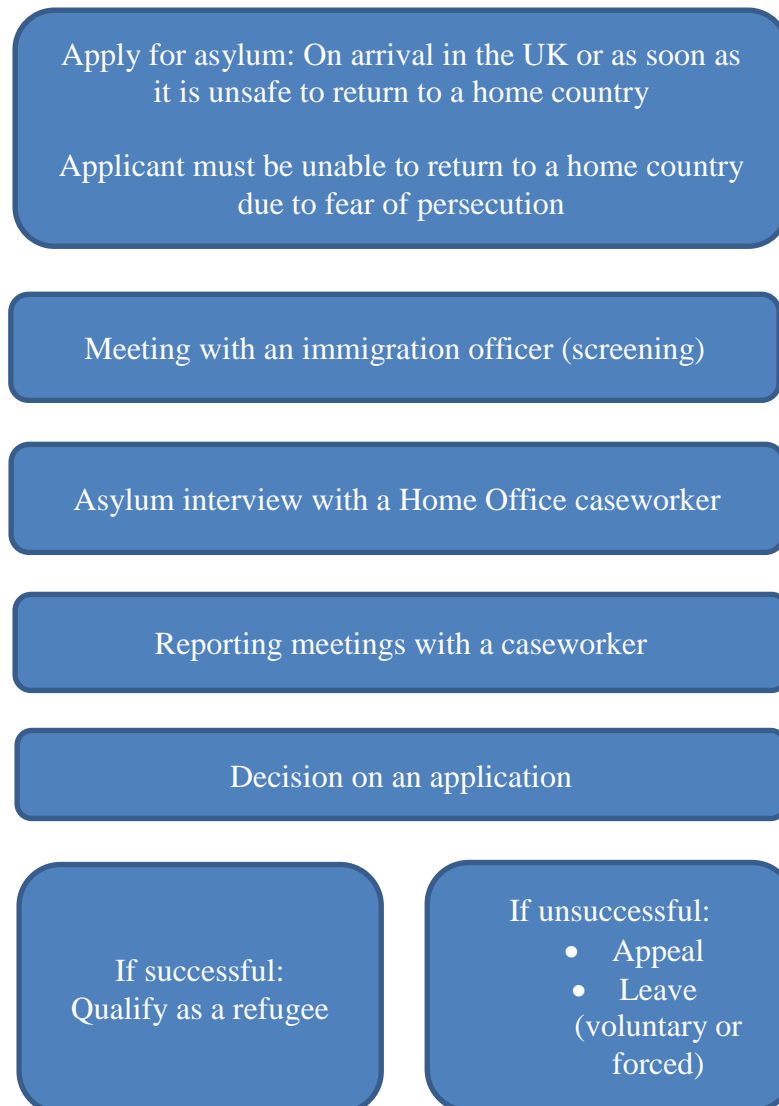 Apply for asylum: On arrival in the UK or as soon as
it is unsafe to return to a home country
Applicant must be unable to return to a home country
due to fear of persecution
Meeting with an immigration officer (screening)
Asylum interview with a Home Office caseworker
Reporting meetings with a caseworker
Decision on an application
If successful:
Qualify as a refugee
If unsuccessful:
• Appeal
• Leave
(voluntary or
forced)